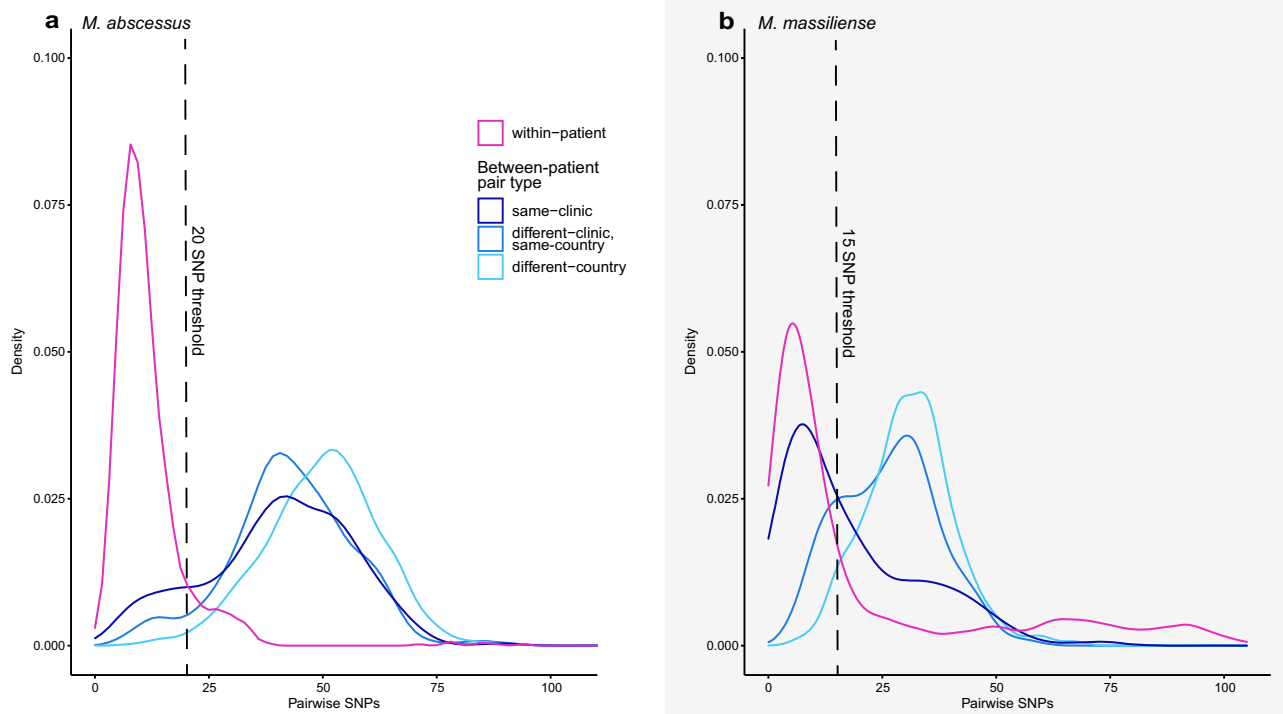 a M. abscessus
0.100
0.075
0.050
0.025
0.000
Density
20 SNP threshold
within−patient
Between-patient
pair type
same−clinic
different−clinic,
same−country
different−country
0 25 50 75 100
Pairwise SNPs
b M. massiliense
0.100
0.075
0.050
0.025
0.000
Density
15 SNP threshold
0 25 50 75 100
Pairwise SNPs